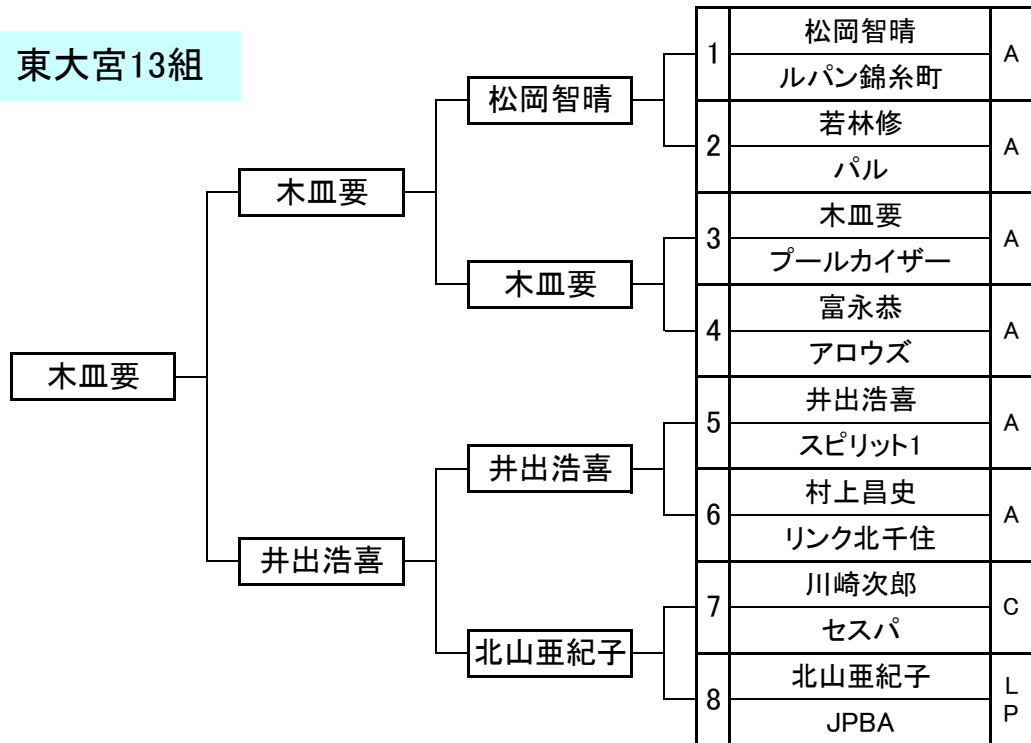 東大宮13組
木皿要
木皿要
井出浩喜
松岡智晴
木皿要
井出浩喜
北山亜紀子
1
松岡智晴
ルパン錦糸町
A
2
若林修
パル
A
3
木皿要
プールカイザー
A
4
富永恭
アロウズ
A
5
井出浩喜
スピリット1
A
6
村上昌史
リンク北千住
A
7
川崎次郎
セスパ
C
8
北山亜紀子
JPBA
L
P